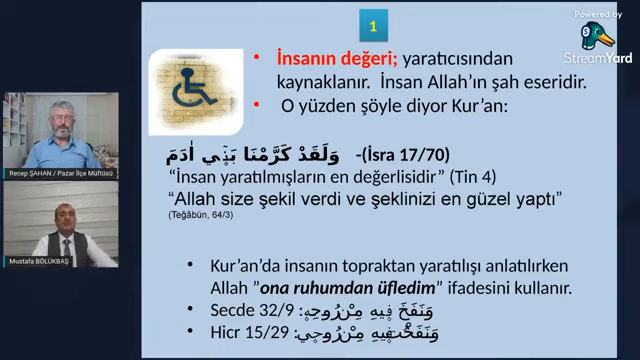 1
Powered by
StreamYard
• İnsanın değeri; yaratıcısından
kaynaklanır. İnsan Allah’ın şah eseridir.
• O yüzden şöyle diyor Kur’an:
وَلَقَدْ كَرَّمْنَا بَنٖٓي اٰدَمَ -(İsra 17/70)
“İnsan yaratılmışların en değerlisidir” (Tin 4)
“Allah size şekil verdi ve şeklinizi en güzel yaptı”
(Teğâbün, 64/3)
• Kur’an’da insanın topraktan yaratılışı anlatılırken
Allah ”ona ruhumdan üfledim” ifadesini kullanır.
• Secde 32/9: وَنَفَخَ فٖيهِ مِنْ رُوحِهٖ
• Hicr 15/29: وَنَفَخْتُ فٖيهِ مِنْ رُوحٖي
Recep ŞAHAN / Pazar İlçe Müftüsü
Mustafa BÖLÜKBAŞ